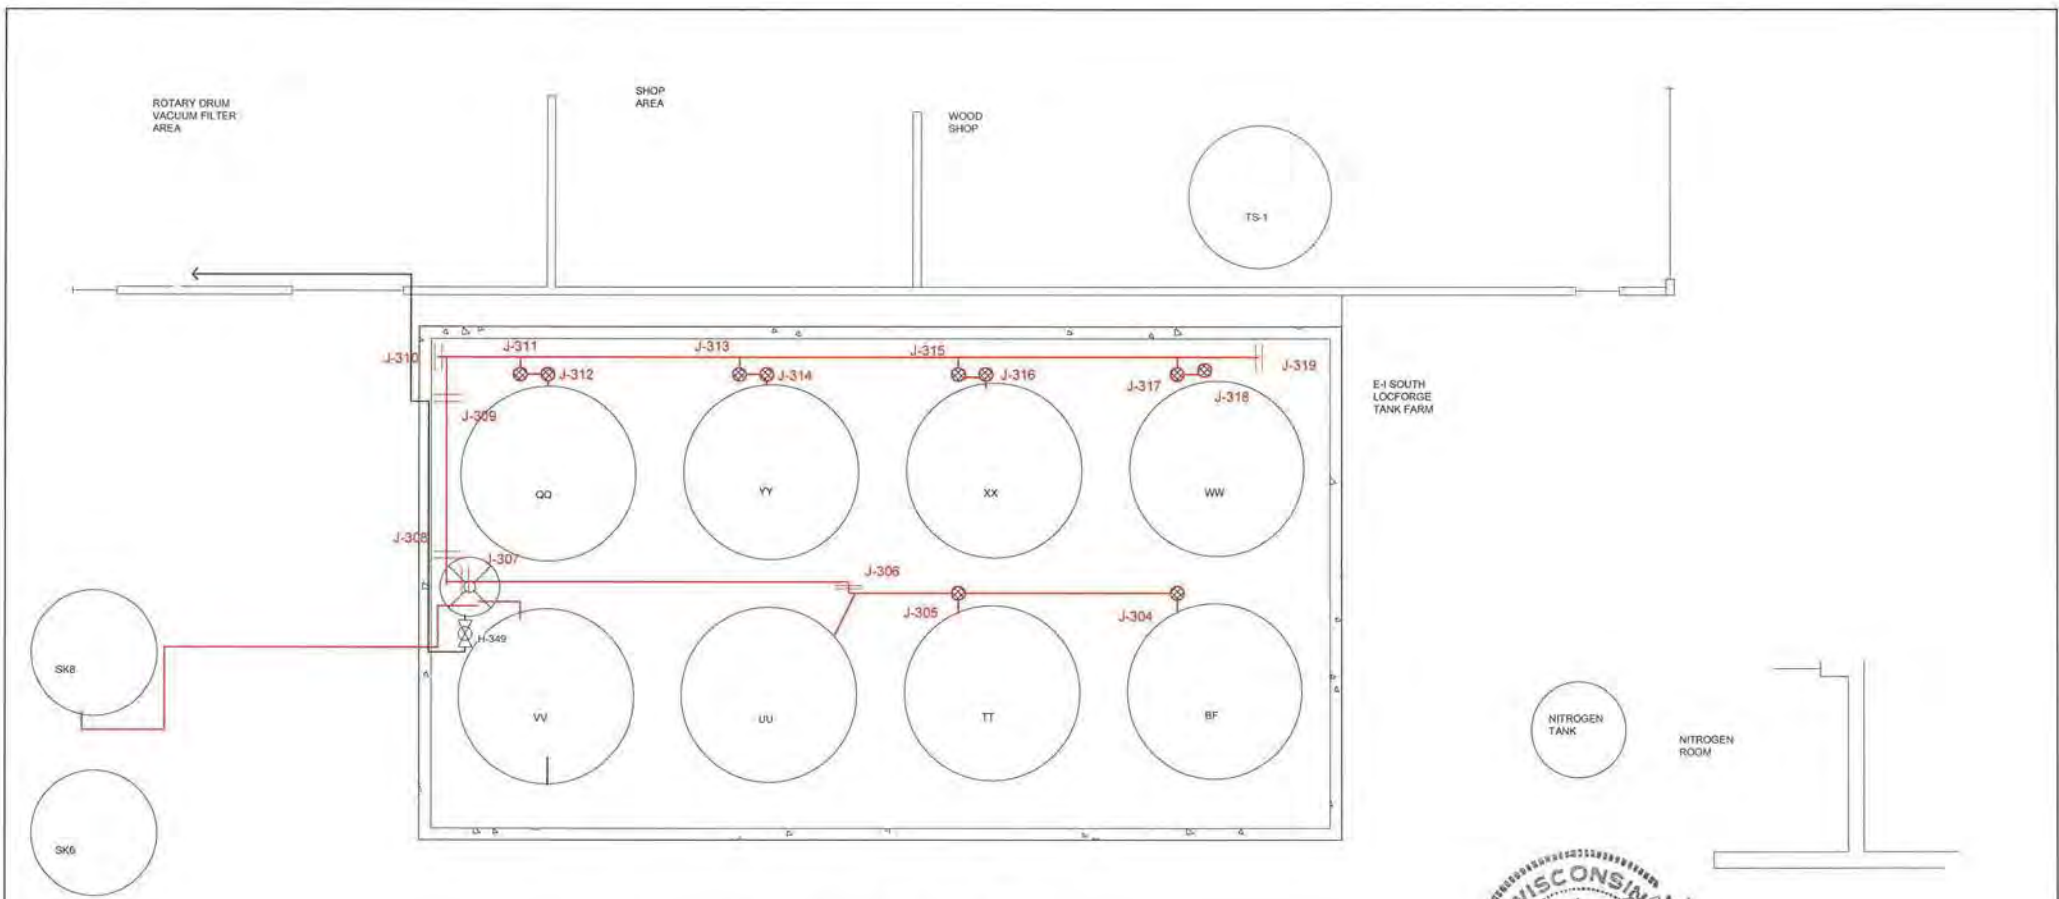 ROTARY DRUM
VACUUM FILTER
AREA
SHOP
AREA
WOOD
SHOP
TS-1
J-310
J-311
J-313
J-315
J-319
J-312
J-314
J-316
J-317
J-318
E-I SOUTH
LOCFORGE
TANK FARM
J-309
QQ
YY
XX
WW
J-308
J-307
J-306
J-305
J-304
H-349
SK8
VV
UU
TT
BF
NITROGEN
TANK
NITROGEN
ROOM
SK6
WISCONSIN